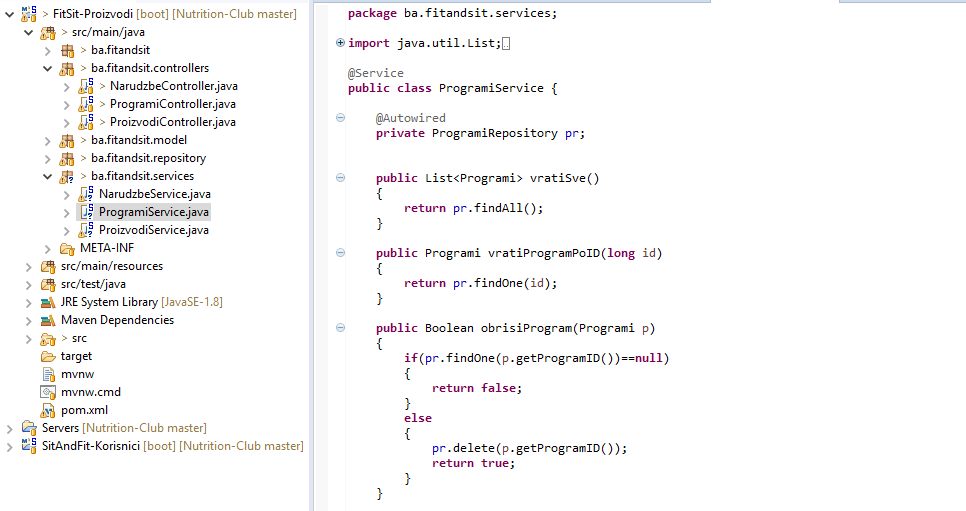 FitSit-Proizvodi [boot] [Nutrition-Club master]
src/main/java
ba.fitandsit
ba.fitandsit.controllers
NarudzbeController.java
ProgramiController.java
ProizvodiController.java
ba.fitandsit.model
ba.fitandsit.repository
ba.fitandsit.services
NarudzbeService.java
ProgramiService.java
ProizvodiService.java
META-INF
src/main/resources
src/test/java
JRE System Library [JavaSE-1.8]
Maven Dependencies
src
target
mvnw
mvnw.cmd
pom.xml
Servers [Nutrition-Club master]
SitAndFit-Korisnici [boot] [Nutrition-Club master]
package ba.fitandsit.services;
import java.util.List;
@Service
public class ProgramiService {
@Autowired
private ProgramiRepository pr;
public List<Programi> vratiSve()
{
return pr.findAll();
}
public Programi vratiProgramPoID(long id)
{
return pr.findOne(id);
}
public Boolean obrisiProgram(Programi p)
{
if(pr.findOne(p.getProgramID())==null)
{
return false;
}
else
{
pr.delete(p.getProgramID());
return true;
}
}